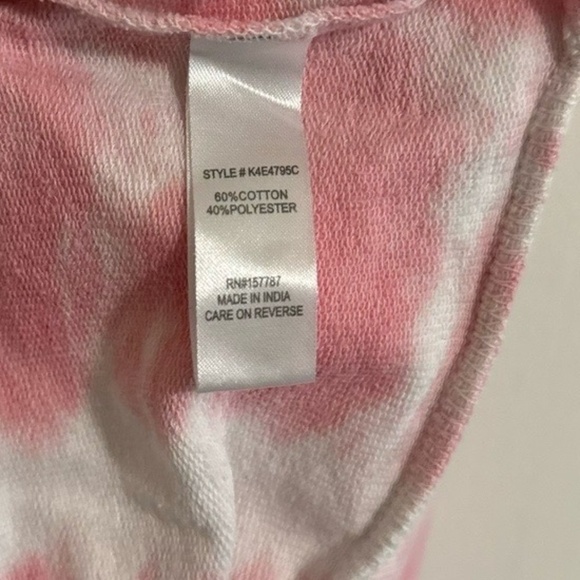 STYLE # K4E4795C
60%COTTON
40%POLYESTER
RN#157787
MADE IN INDIA
CARE ON REVERSE